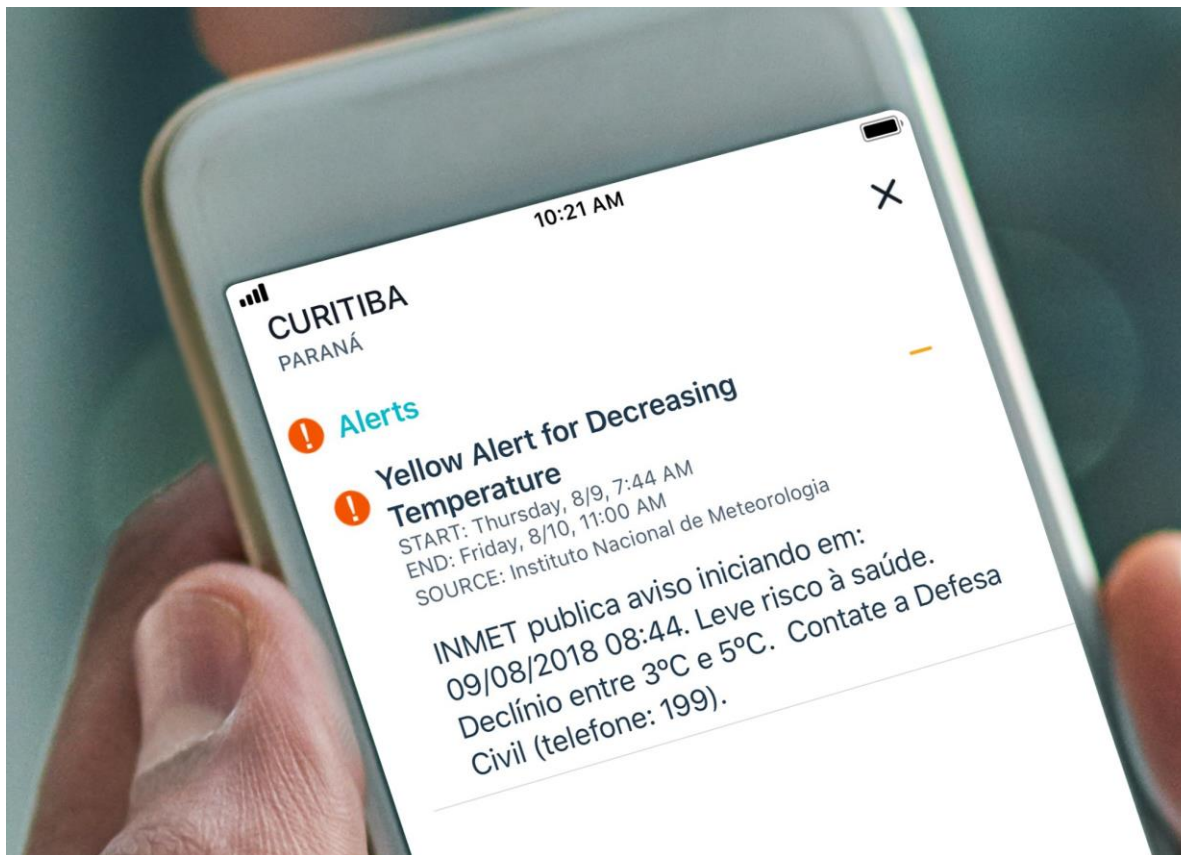 10:21 AM
CURITIBA
PARANÁ
Alerts
Yellow Alert for Decreasing
Temperature
START: Thursday, 8/9, 7:44 AM
END: Friday, 8/10, 11:00 AM
SOURCE: Instituto Nacional de Meteorologia
INMET publica aviso iniciando em:
09/08/2018 08:44. Leve risco à saúde.
Declínio entre 3ºC e 5ºC.  Contate a Defesa
Civil (telefone: 199).